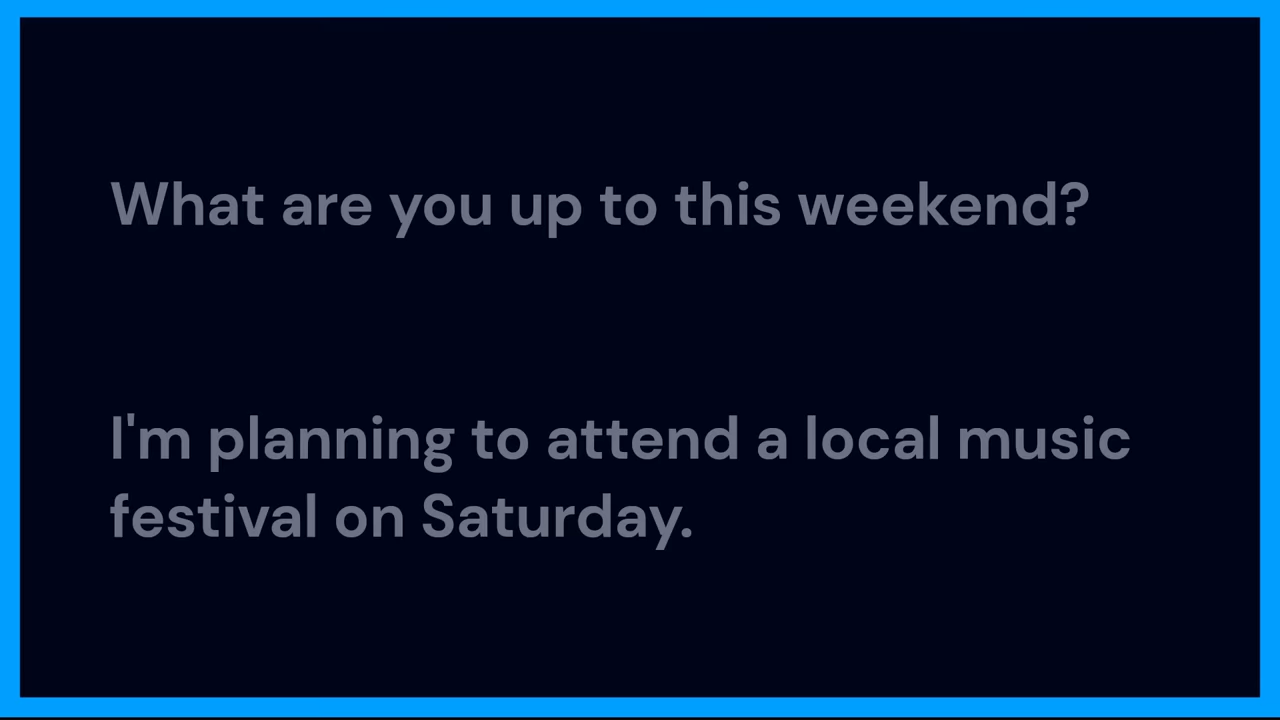 What are you up to this weekend?
I'm planning to attend a local music
festival on Saturday.